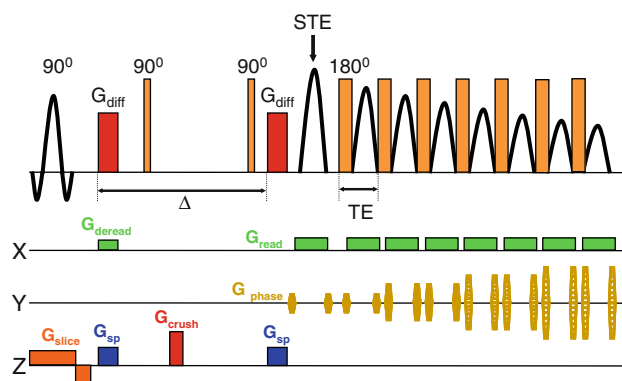 STE
90⁰ 90⁰ 90⁰ 180⁰
G_diff G_diff
Δ TE
G_deread G_read
X
G_phase
Y
G_slice G_sp G_crush G_sp
Z